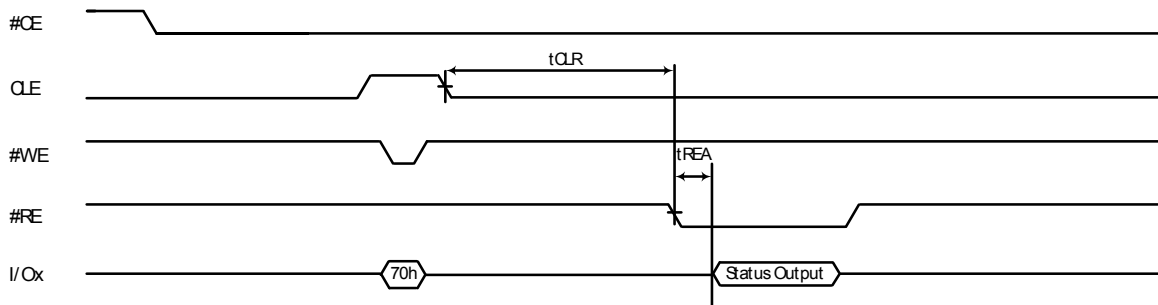 #CE
tCLR
CLE
#WE
tREA
#RE
I/Ox
70h
Status Output